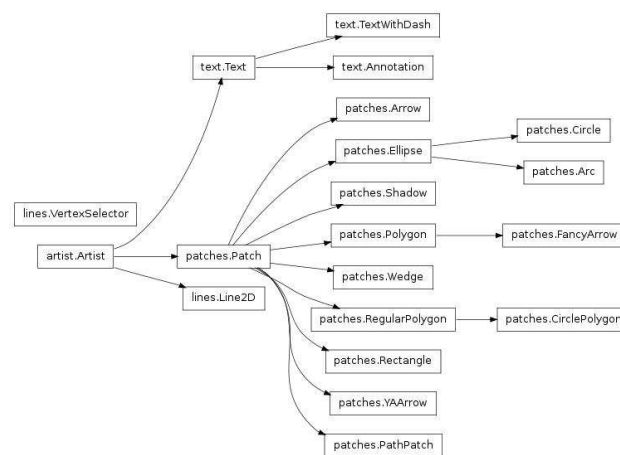 text.TextWithDash
text.Text
text.Annotation
patches.Arrow
patches.Circle
patches.Ellipse
patches.Arc
patches.Shadow
lines.VertexSelector
patches.Polygon
patches.FancyArrow
artist.Artist
patches.Patch
patches.Wedge
lines.Line2D
patches.RegularPolygon
patches.CirclePolygon
patches.Rectangle
patches.YAArrow
patches.PathPatch